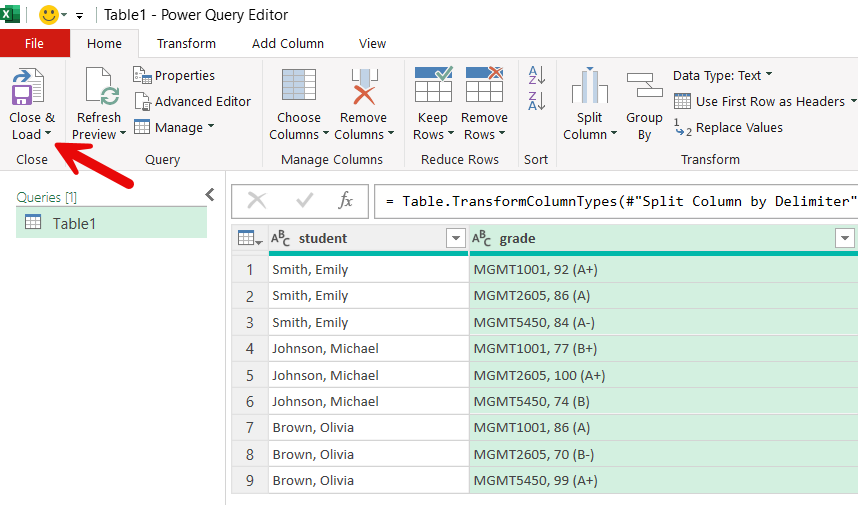 Table1 - Power Query Editor
File Home Transform Add Column View
Close & Load
Refresh Preview
Properties
Advanced Editor
Manage
Choose Columns
Remove Columns
Keep Rows
Remove Rows
A Z
Z A
Split Column
Group By
Data Type: Text
Use First Row as Headers
1 2 Replace Values
Close Query Manage Columns Reduce Rows Sort Transform
Queries [1]
Table1
fx = Table.TransformColumnTypes(#"Split Column by Delimiter"
ABC student ABC grade
1 Smith, Emily MGMT1001, 92 (A+)
2 Smith, Emily MGMT2605, 86 (A)
3 Smith, Emily MGMT5450, 84 (A-)
4 Johnson, Michael MGMT1001, 77 (B+)
5 Johnson, Michael MGMT2605, 100 (A+)
6 Johnson, Michael MGMT5450, 74 (B)
7 Brown, Olivia MGMT1001, 86 (A)
8 Brown, Olivia MGMT2605, 70 (B-)
9 Brown, Olivia MGMT5450, 99 (A+)